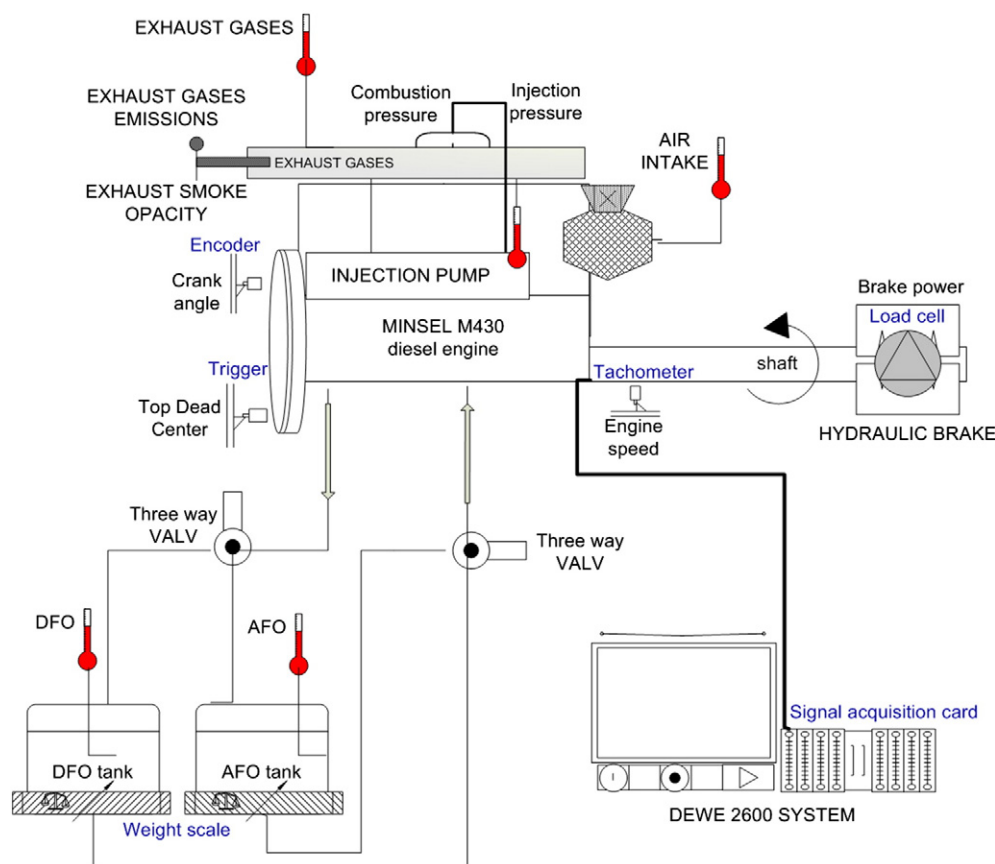 EXHAUST GASES
Combustion
pressure
Injection
pressure
EXHAUST GASES
EMISSIONS
AIR
INTAKE
EXHAUST GASES
EXHAUST SMOKE
OPACITY
Encoder
Crank
angle
INJECTION PUMP
MINSEL M430
diesel engine
Brake power
Load cell
shaft
Trigger
Tachometer
Top Dead
Center
Engine
speed
HYDRAULIC BRAKE
Three way
VALV
Three way
VALV
DFO
AFO
Signal acquisition card
DFO tank
AFO tank
Weight scale
DEWE 2600 SYSTEM